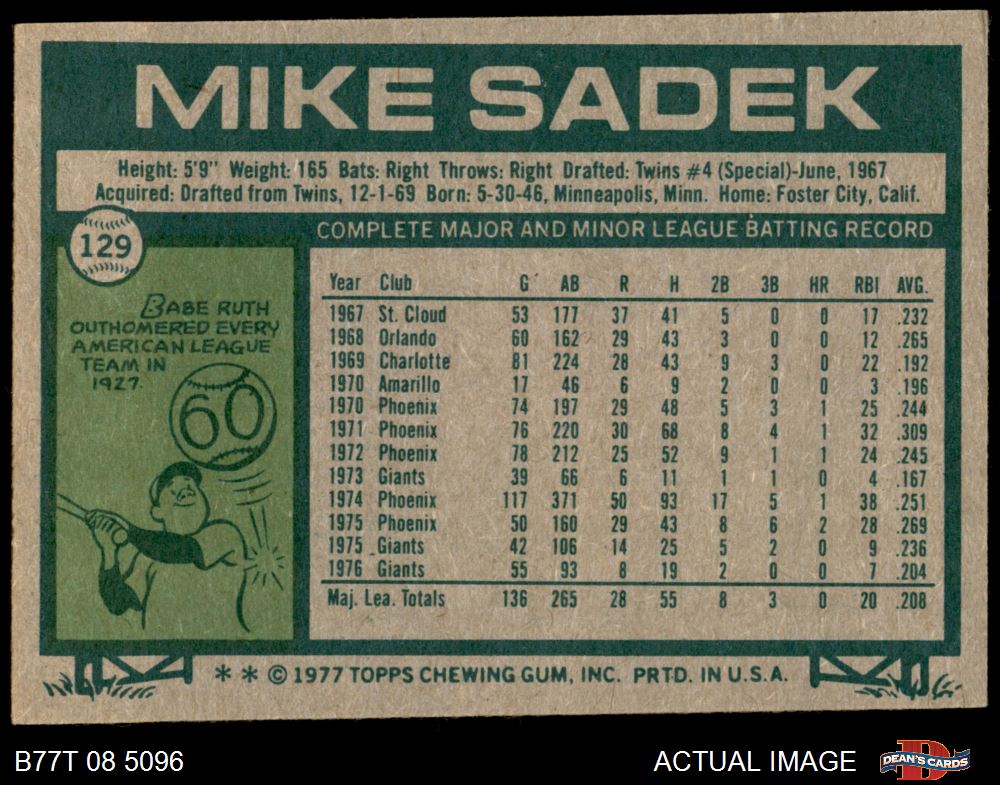 MIKE SADEK
Height: 5'9" Weight: 165 Bats: Right Throws: Right Drafted: Twins #4 (Special)-June, 1967
Acquired: Drafted from Twins, 12-1-69 Born: 5-30-46, Minneapolis, Minn. Home: Foster City, Calif.
129
BABE RUTH
OUTHOMERED EVERY
AMERICAN LEAGUE
TEAM IN
1927.
60
COMPLETE MAJOR AND MINOR LEAGUE BATTING RECORD
Year Club G AB R H 2B 3B HR RBI AVG.
1967 St. Cloud 53 177 37 41 5 0 0 17 .232
1968 Orlando 60 162 29 43 3 0 0 12 .265
1969 Charlotte 81 224 28 43 9 3 0 22 .192
1970 Amarillo 17 46 6 9 2 0 0 3 .196
1970 Phoenix 74 197 29 48 5 3 1 25 .244
1971 Phoenix 76 220 30 68 8 4 1 32 .309
1972 Phoenix 78 212 25 52 9 1 1 24 .245
1973 Giants 39 66 6 11 1 1 0 4 .167
1974 Phoenix 117 371 50 93 17 5 1 38 .251
1975 Phoenix 50 160 29 43 8 6 2 28 .269
1975 Giants 42 106 14 25 5 2 0 9 .236
1976 Giants 55 93 8 19 2 0 0 7 .204
Maj. Lea. Totals 136 265 28 55 8 3 0 20 .208
* * © 1977 TOPPS CHEWING GUM, INC. PRTD. IN U.S.A.
B77T 08 5096
ACTUAL IMAGE
D
DEAN'S CARDS